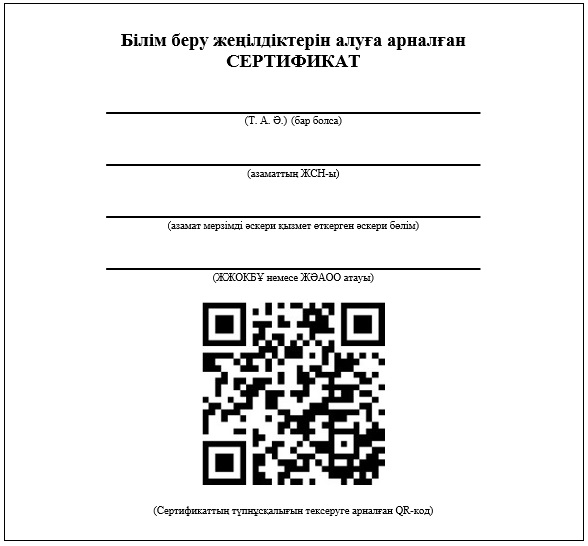 Білім беру жеңілдіктерін алуға арналған
СЕРТИФИКАТ
(Т. А. Ә.) (бар болса)
(азаматтың ЖСН-ы)
(азамат мерзімді әскери қызмет өткерген әскери бөлім)
(ЖЖОКБҰ немесе ЖӘАОО атауы)
(Сертификаттың түпнұсқалығын тексеруге арналған QR-код)